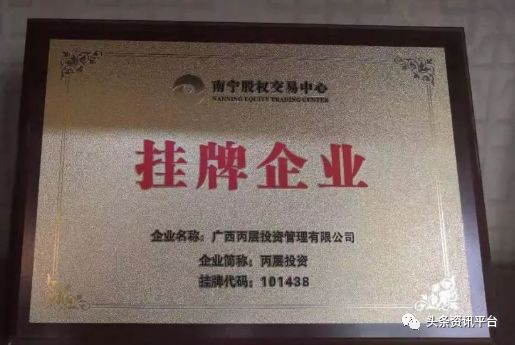 南宁股权交易中心
NANNING EQUITY TRADING CENTER
挂牌企业
企业名称：广西丙晟投资管理有限公司
企业简称：丙晟投资
挂牌代码：101438
头条资讯平台